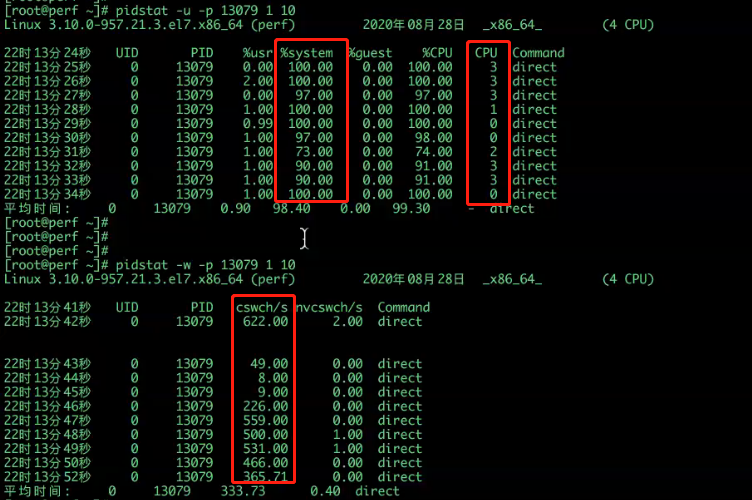 [root@perf ~]# pidstat -u -p 13079 1 10
Linux 3.10.0-957.21.3.el7.x86_64 (perf) 2020年08月28日 _x86_64_ (4 CPU)
22时13分24秒 UID PID %usr %system %guest %CPU CPU Command
22时13分25秒 0 13079 0.00 100.00 0.00 100.00 3 direct
22时13分26秒 0 13079 2.00 100.00 0.00 100.00 3 direct
22时13分27秒 0 13079 0.00 97.00 0.00 97.00 3 direct
22时13分28秒 0 13079 1.00 100.00 0.00 100.00 1 direct
22时13分29秒 0 13079 0.99 100.00 0.00 100.00 0 direct
22时13分30秒 0 13079 1.00 97.00 0.00 98.00 0 direct
22时13分31秒 0 13079 1.00 73.00 0.00 74.00 2 direct
22时13分32秒 0 13079 1.00 90.00 0.00 91.00 3 direct
22时13分33秒 0 13079 1.00 90.00 0.00 91.00 3 direct
22时13分34秒 0 13079 1.00 100.00 0.00 100.00 0 direct
平均时间: 0 13079 0.90 98.40 0.00 99.30 - direct
[root@perf ~]#
[root@perf ~]#
[root@perf ~]#
[root@perf ~]# pidstat -w -p 13079 1 10
Linux 3.10.0-957.21.3.el7.x86_64 (perf) 2020年08月28日 _x86_64_ (4 CPU)
22时13分41秒 UID PID cswch/s nvcswch/s Command
22时13分42秒 0 13079 622.00 2.00 direct
22时13分43秒 0 13079 49.00 0.00 direct
22时13分44秒 0 13079 8.00 0.00 direct
22时13分45秒 0 13079 9.00 0.00 direct
22时13分46秒 0 13079 226.00 0.00 direct
22时13分47秒 0 13079 559.00 0.00 direct
22时13分48秒 0 13079 500.00 1.00 direct
22时13分49秒 0 13079 531.00 1.00 direct
22时13分50秒 0 13079 466.00 0.00 direct
22时13分52秒 0 13079 365.71 0.00 direct
平均时间: 0 13079 333.73 0.40 direct